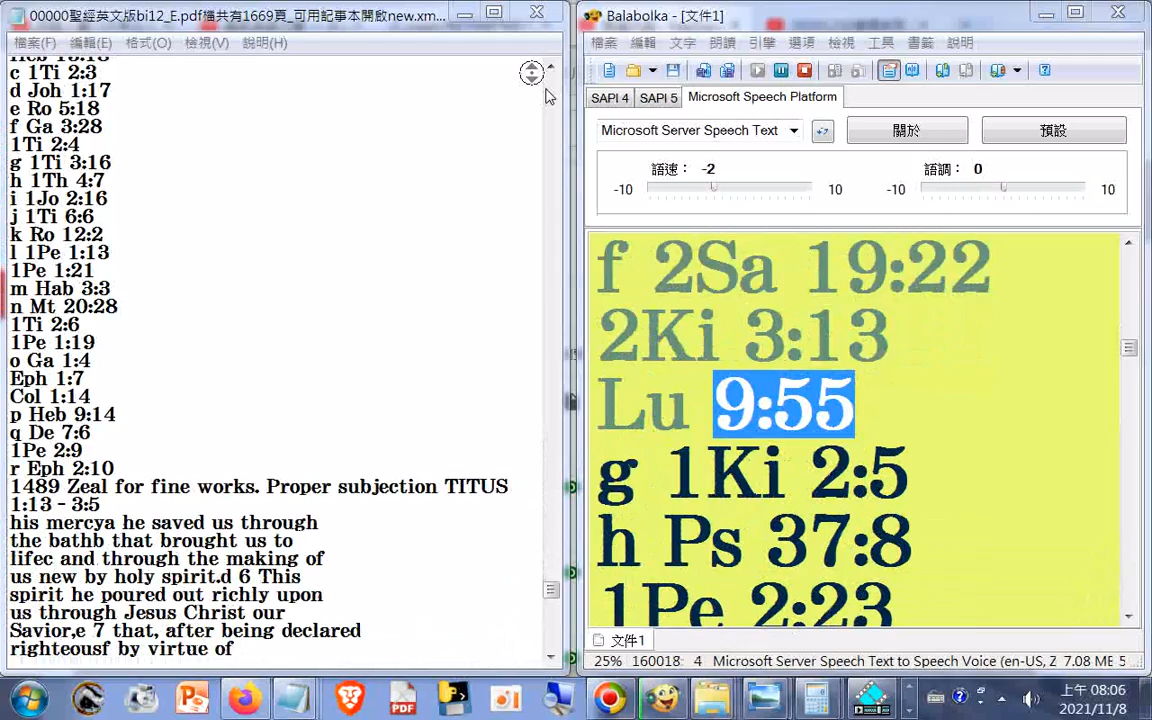 00000聖經英文版bi12_E.pdf檔共有1669頁_可用記事本開啟new.xm...
檔案(F) 編輯(E) 格式(O) 檢視(V) 說明(H)
c 1Ti 2:3
d Joh 1:17
e Ro 5:18
f Ga 3:28
1Ti 2:4
g 1Ti 3:16
h 1Th 4:7
i 1Jo 2:16
j 1Ti 6:6
k Ro 12:2
l 1Pe 1:13
1Pe 1:21
m Hab 3:3
n Mt 20:28
1Ti 2:6
1Pe 1:19
o Ga 1:4
Eph 1:7
Col 1:14
p Heb 9:14
q De 7:6
1Pe 2:9
r Eph 2:10
1489 Zeal for fine works. Proper subjection TITUS
1:13 - 3:5
his mercya he saved us through
the bathb that brought us to
lifec and through the making of
us new by holy spirit.d 6 This
spirit he poured out richly upon
us through Jesus Christ our
Savior,e 7 that, after being declared
righteousf by virtue of
Balabolka - [文件1]
檔案 編輯 文字 朗讀 引擎 選項 檢視 工具 書籤 說明
SAPI 4 SAPI 5 Microsoft Speech Platform
Microsoft Server Speech Text 關於 預設
語速： -2 語調： 0
-10 10 -10 10
f 2Sa 19:22
2Ki 3:13
Lu 9:55
g 1Ki 2:5
h Ps 37:8
1Pe 2:23
文件1
25% 160018: 4 Microsoft Server Speech Text to Speech Voice (en-US, Z 7.08 MB 5
PDF
上午 08:06
2021/11/8